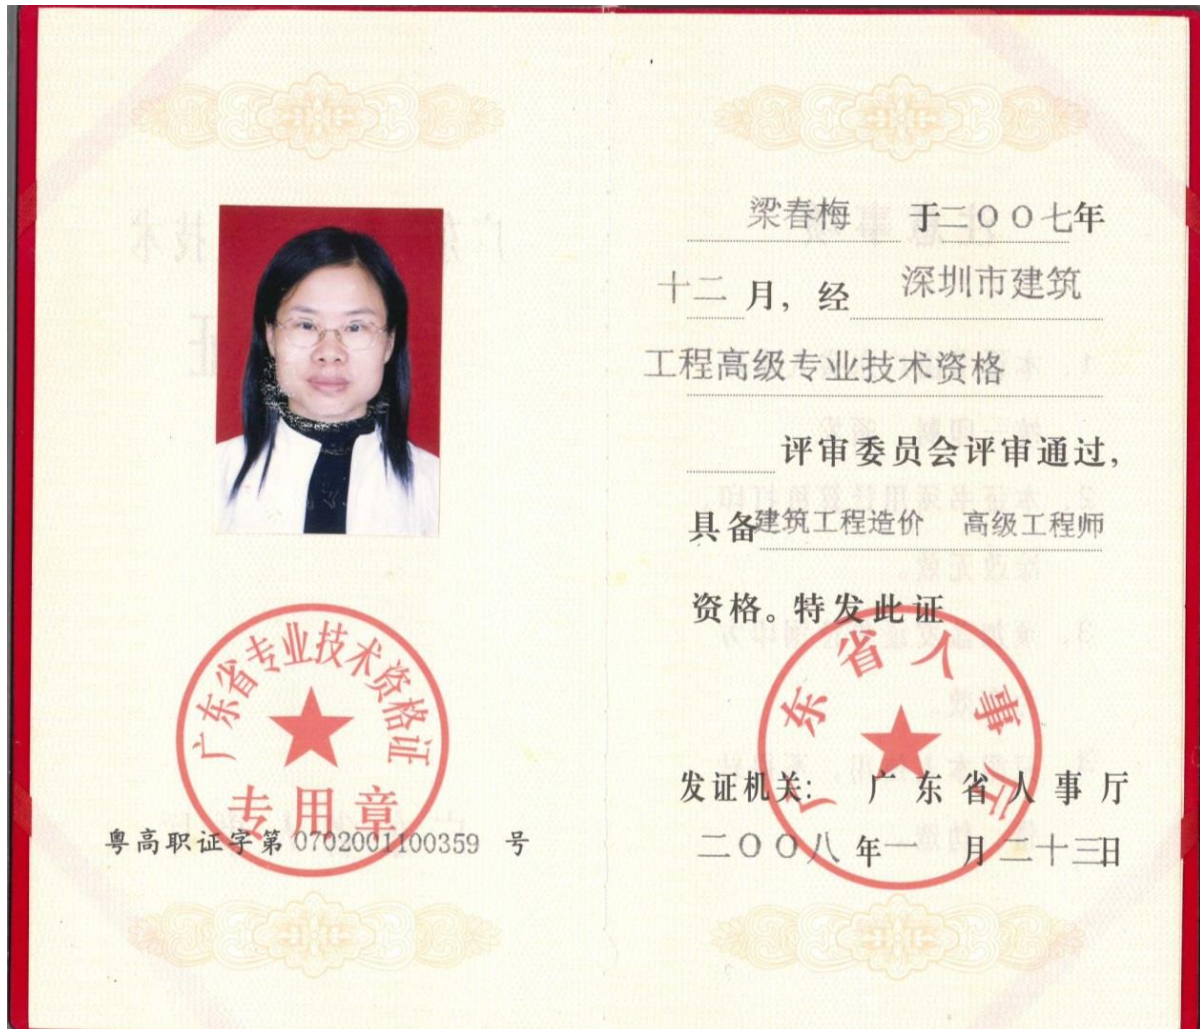 广东省专业技术资格证
专用章
粤高职证字第 0702001100359 号
梁春梅 于二〇〇七年
十二月，经 深圳市建筑
工程高级专业技术资格
评审委员会评审通过，
具备建筑工程造价 高级工程师
资格。特发此证
广东省人事厅
发证机关：广东省人事厅
二〇〇八年一月二十三日